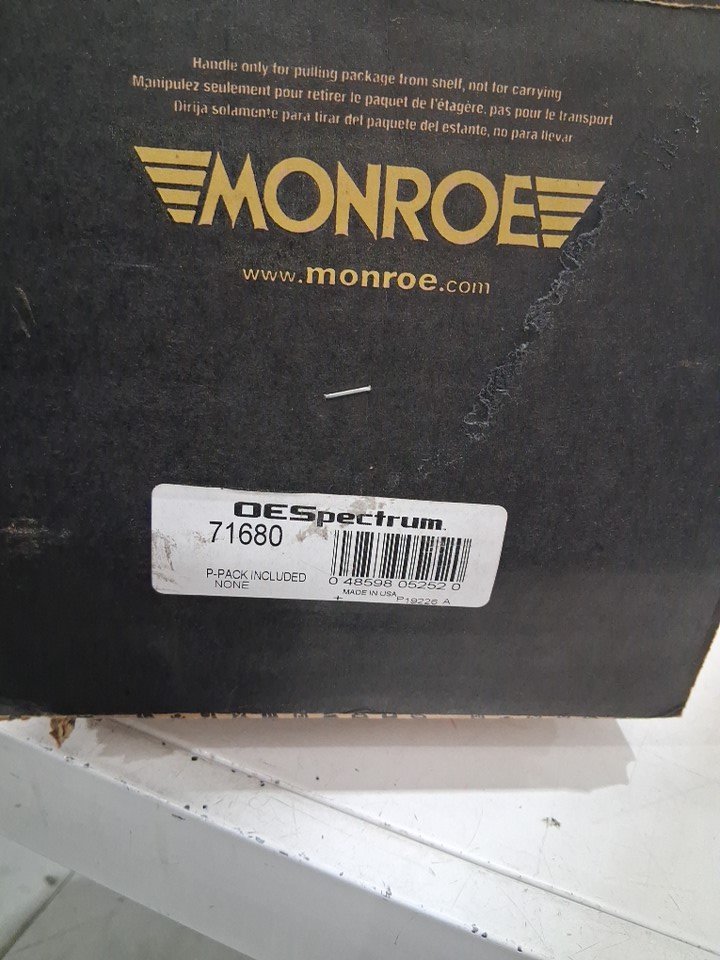 Handle only for pulling package from shelf, not for carrying
Manipulez seulement pour retirer le paquet de l'étagère, pas pour le transport
Dirija solamente para tirar del paquete del estante, no para llevar
MONROE
www.monroe.com
OESpectrum.
71680
P-PACK INCLUDED
NONE
0 48598 05252 0
MADE IN USA
+ P19226 A